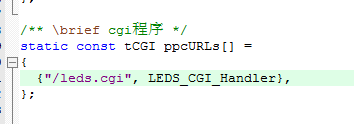 };
/** \brief cgi程序 */
static const tCGI ppcURLs[] =
{
{"/leds.cgi", LEDS_CGI_Handler},
};